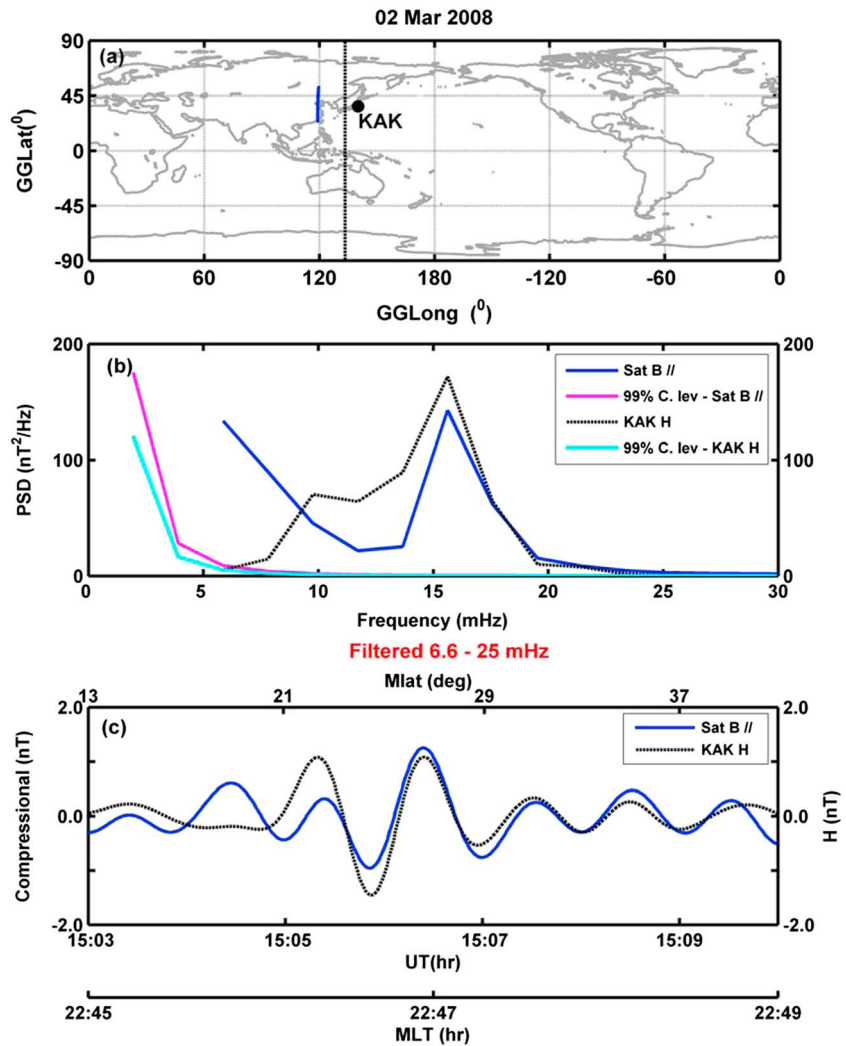 02 Mar 2008
(a)
90
45
0
-45
-90
GGLat(⁰)
KAK
0 60 120 180 -120 -60 0
GGLong (⁰)
(b)
200
100
0
PSD (nT²/Hz)
200
100
0
Sat B //
99% C. lev - Sat B //
KAK H
99% C. lev - KAK H
0 5 10 15 20 25 30
Frequency (mHz)
Filtered 6.6 - 25 mHz
Mlat (deg)
13 21 29 37
(c)
2.0
0.0
-2.0
Compressional (nT)
Sat B //
KAK H
2.0
0.0
-2.0
H (nT)
15:03 15:05 15:07 15:09
UT(hr)
22:45 22:47 22:49
MLT (hr)